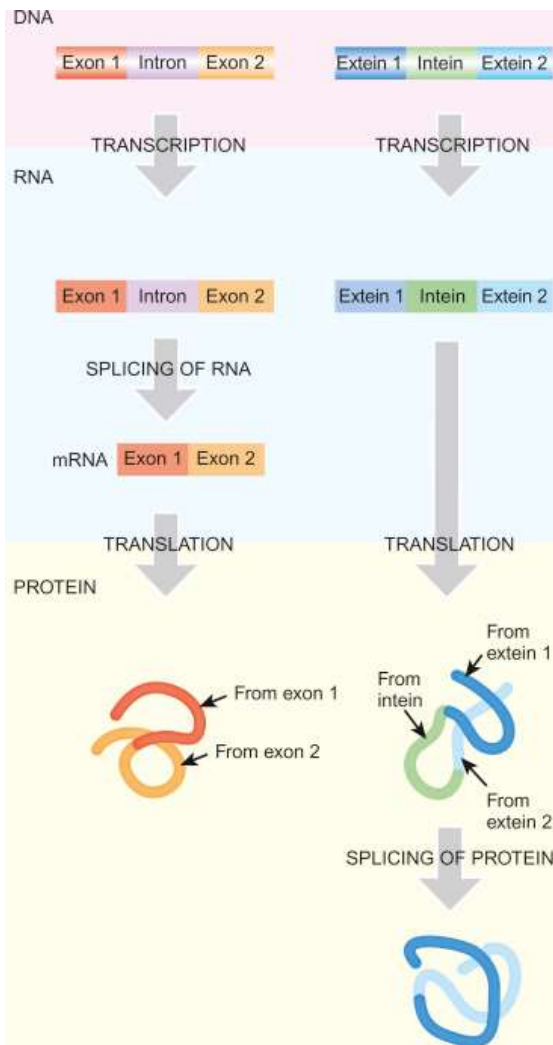 DNA
Exon 1 Intron Exon 2 Extein 1 Intein Extein 2
TRANSCRIPTION TRANSCRIPTION
RNA
Exon 1 Intron Exon 2 Extein 1 Intein Extein 2
SPLICING OF RNA
mRNA Exon 1 Exon 2
TRANSLATION TRANSLATION
PROTEIN
From
extein 1
From
intein
From exon 1
From exon 2
From
extein 2
SPLICING OF PROTEIN